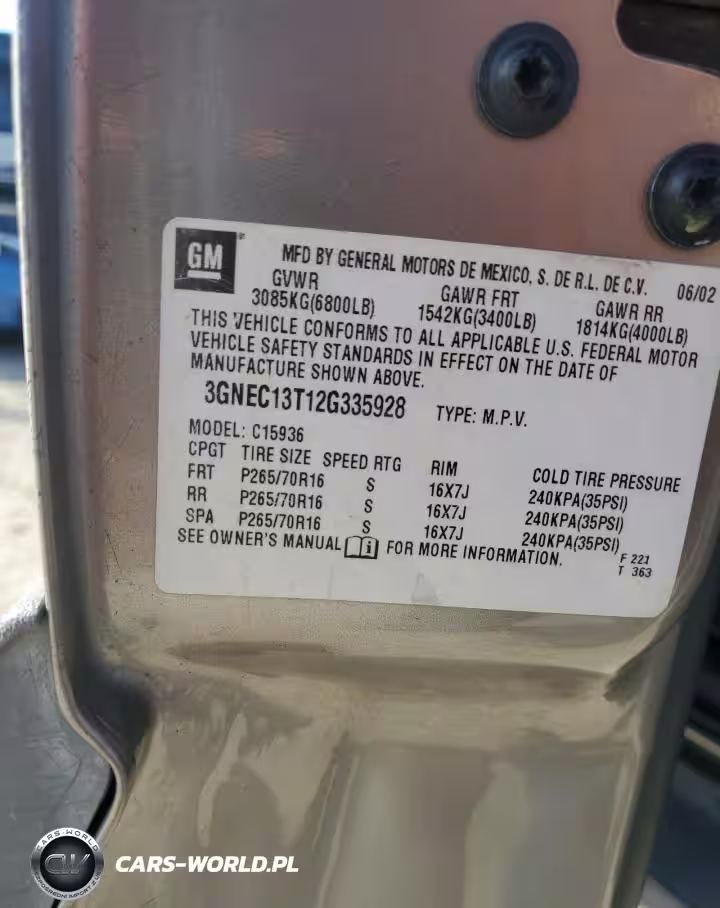 GM
MFD BY GENERAL MOTORS DE MEXICO, S. DE R.L. DE C.V. 06/02
GVWR GAWR FRT GAWR RR
3085KG(6800LB) 1542KG(3400LB) 1814KG(4000LB)
THIS VEHICLE CONFORMS TO ALL APPLICABLE U.S. FEDERAL MOTOR
VEHICLE SAFETY STANDARDS IN EFFECT ON THE DATE OF
MANUFACTURE SHOWN ABOVE.
3GNEC13T12G335928 TYPE: M.P.V.
MODEL: C15936
CPGT TIRE SIZE SPEED RTG RIM COLD TIRE PRESSURE
FRT P265/70R16 S 16X7J 240KPA(35PSI)
RR P265/70R16 S 16X7J 240KPA(35PSI)
SPA P265/70R16 S 16X7J 240KPA(35PSI)
SEE OWNER'S MANUAL FOR MORE INFORMATION.
F 221
T 363
CARS-WORLD
CW
CARS-WORLD.PL